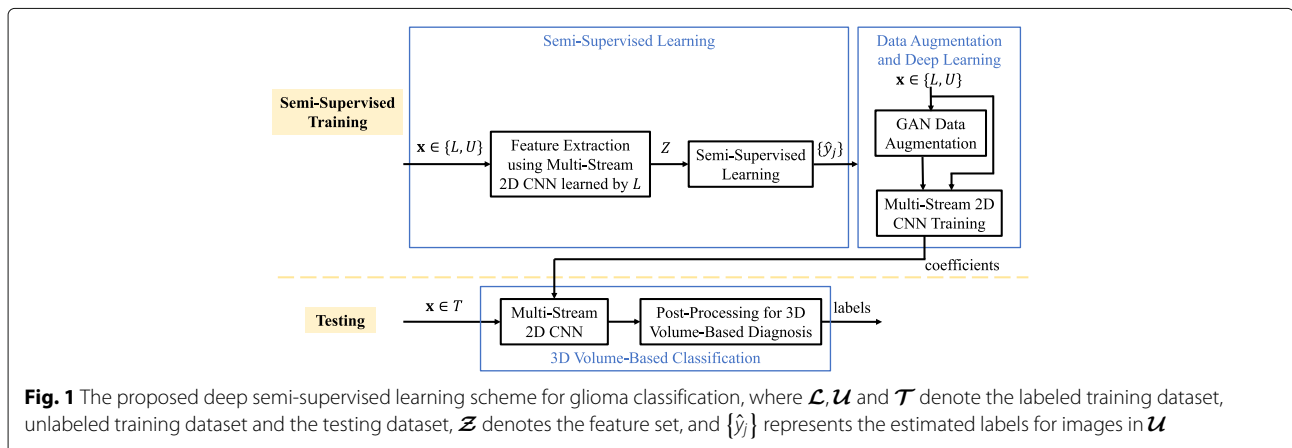 Semi-Supervised Learning
Data Augmentation
and Deep Learning
x ∈ {L, U}
Semi-Supervised
Training
GAN Data
Augmentation
x ∈ {L, U}
Feature Extraction
using Multi-Stream
2D CNN learned by L
Z
Semi-Supervised
Learning
{ŷⱼ}
Multi-Stream 2D
CNN Training
coefficients
Testing
x ∈ T
Multi-Stream
2D CNN
Post-Processing for 3D
Volume-Based Diagnosis
labels
3D Volume-Based Classification
Fig. 1 The proposed deep semi-supervised learning scheme for glioma classification, where 𝓛, 𝓤 and 𝓣 denote the labeled training dataset,
unlabeled training dataset and the testing dataset, 𝓩 denotes the feature set, and {ŷⱼ} represents the estimated labels for images in 𝓤